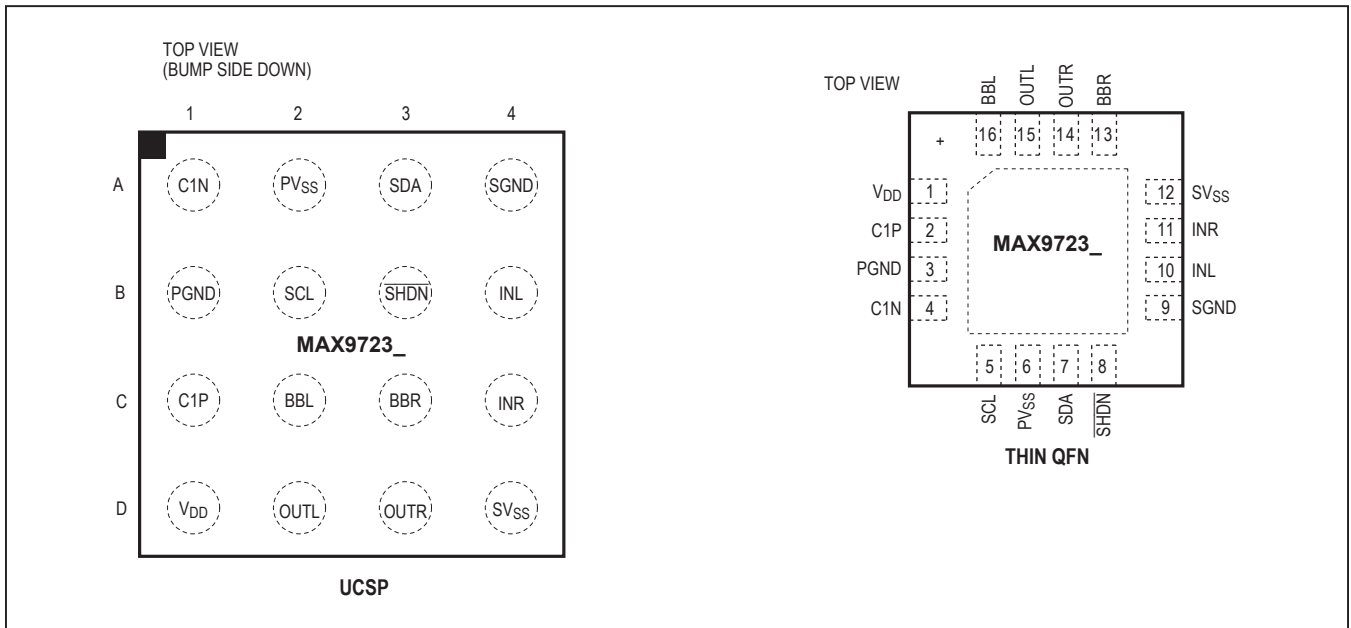 TOP VIEW
(BUMP SIDE DOWN)
1 2 3 4
A C1N PVSS SDA SGND
B PGND SCL SHDN INL
MAX9723_
C C1P BBL BBR INR
D VDD OUTL OUTR SVSS
UCSP
TOP VIEW
BBL OUTL OUTR BBR
+ 16 15 14 13
VDD 1 12 SVSS
C1P 2 11 INR
MAX9723_
PGND 3 10 INL
C1N 4 9 SGND
5 6 7 8
SCL PVSS SDA SHDN
THIN QFN